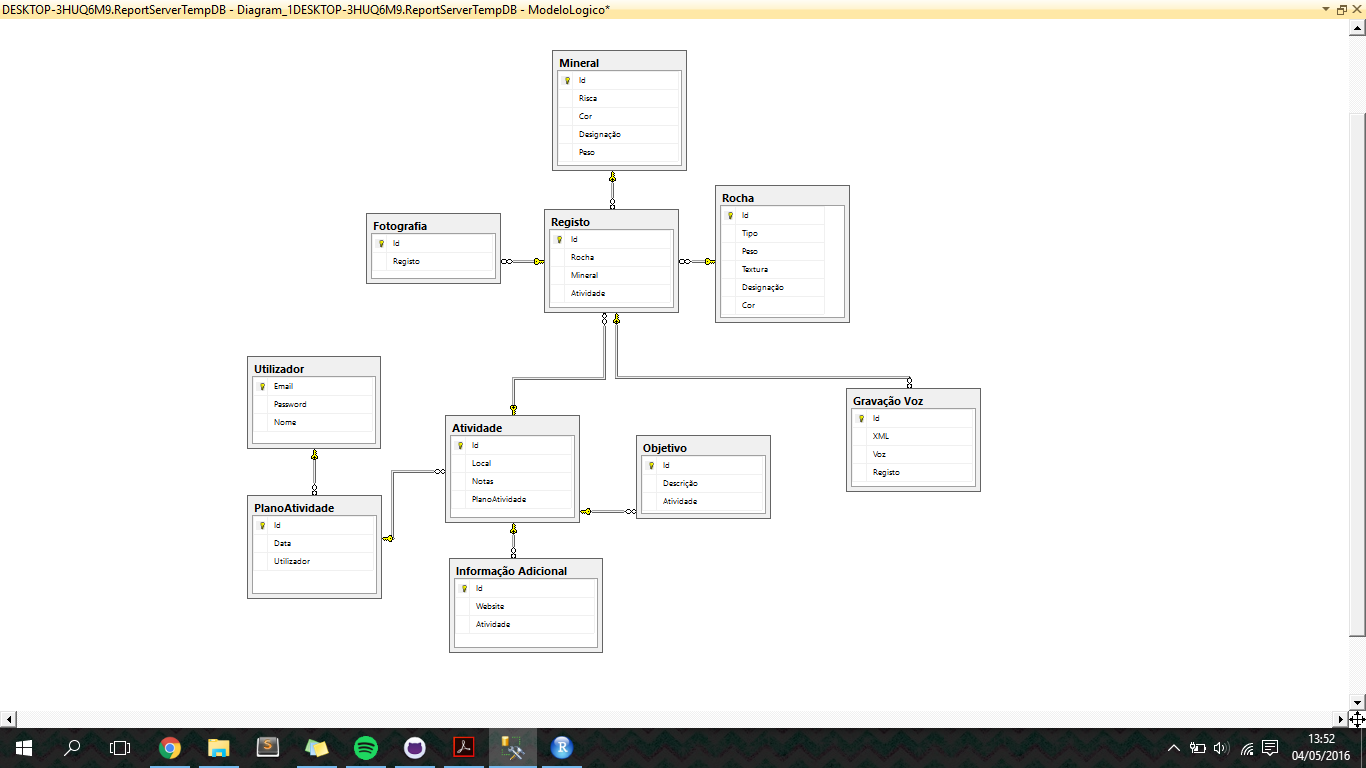 DESKTOP-3HUQ6M9.ReportServerTempDB - Diagram_1DESKTOP-3HUQ6M9.ReportServerTempDB - ModeloLogico*
Mineral
Id
Risca
Cor
Designação
Peso
Rocha
Id
Tipo
Peso
Textura
Designação
Cor
Fotografia
Id
Registo
Registo
Id
Rocha
Mineral
Atividade
Utilizador
Email
Password
Nome
Gravação Voz
Id
XML
Voz
Registo
Atividade
Id
Local
Notas
PlanoAtividade
Objetivo
Id
Descrição
Atividade
PlanoAtividade
Id
Data
Utilizador
Informação Adicional
Id
Website
Atividade
S
R
13:52
04/05/2016